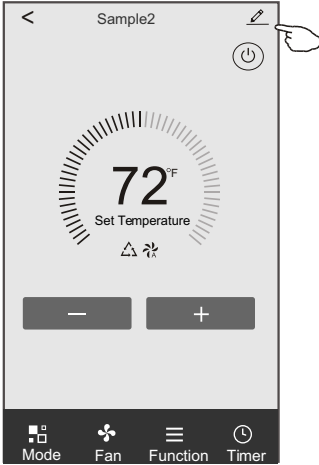 < Sample2
72°F
Set Temperature
A
− +
Mode Fan Function Timer